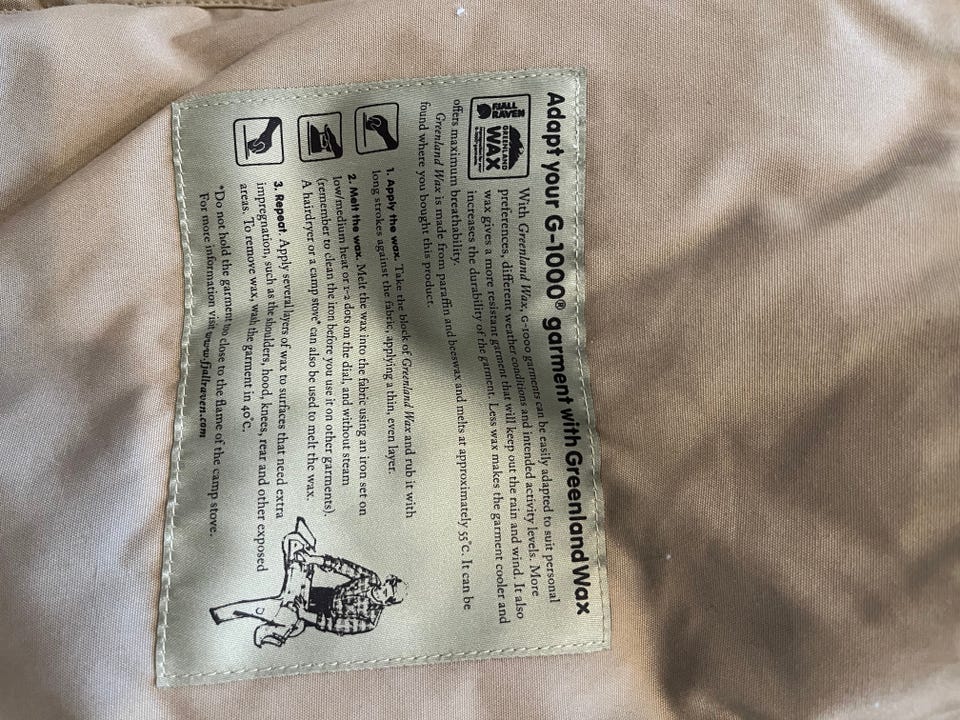 Adapt your G-1000® garment with Greenland Wax
FJÄLL
RÄVEN
GREENLAND
WAX
With Greenland Wax, G-1000 garments can be easily adapted to suit personal
preferences, different weather conditions and intended activity levels. More
wax gives a more resistant garment that will keep out the rain and wind. It also
increases the durability of the garment. Less wax makes the garment cooler and
offers maximum breathability.
Greenland Wax is made from paraffin and beeswax and melts at approximately 55°C. It can be
found where you bought this product.
1. Apply the wax. Take the block of Greenland Wax and rub it with
long strokes against the fabric, applying a thin, even layer.
2. Melt the wax. Melt the wax into the fabric using an iron set on
low/medium heat or 1-2 dots on the dial, and without steam
(remember to clean the iron before you use it on other garments).
A hairdryer or a camp stove* can also be used to melt the wax.
3. Repeat. Apply several layers of wax to surfaces that need extra
impregnation, such as the shoulders, hood, knees, rear and other exposed
areas. To remove wax, wash the garment in 40°C.
*Do not hold the garment too close to the flame of the camp stove.
For more information visit www.fjallraven.com